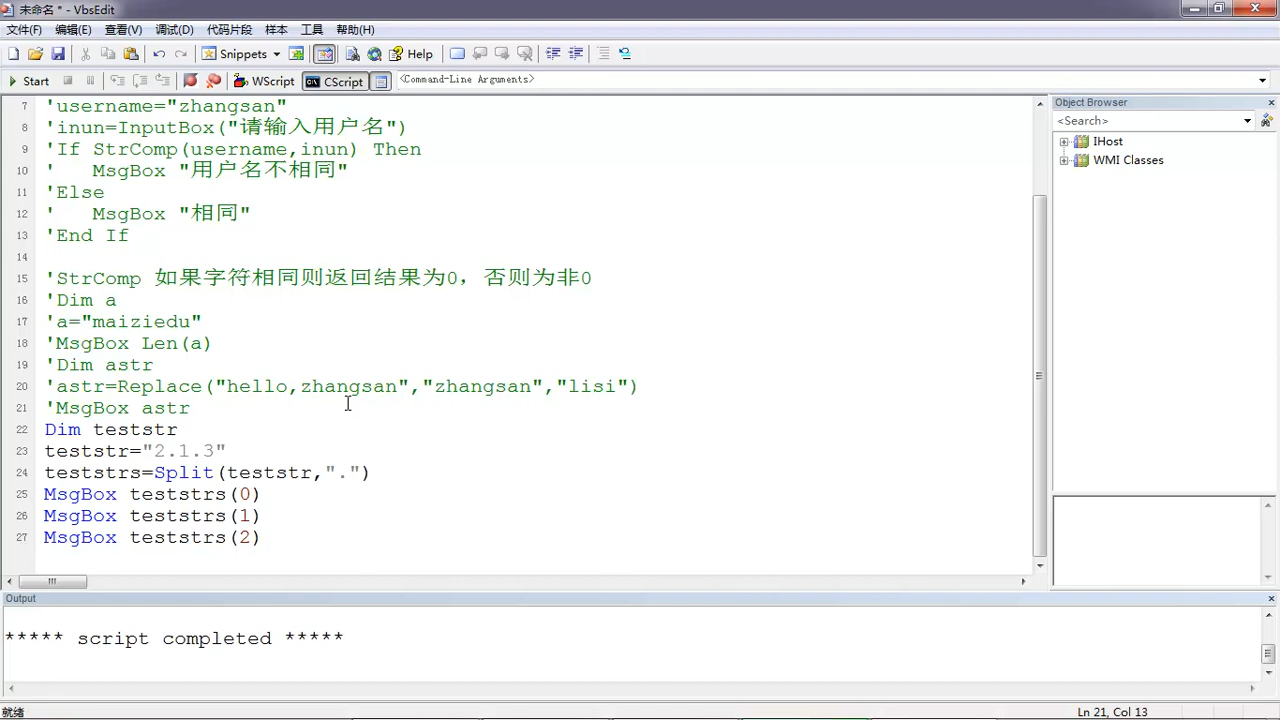 未命名 * - VbsEdit
文件(F) 编辑(E) 查看(V) 调试(D) 代码片段 样本 工具 帮助(H)
Snippets Help
Start WScript CScript <Command-Line Arguments>
7 'username="zhangsan"
8 'inun=InputBox("请输入用户名")
9 'If StrComp(username,inun) Then
10 '   MsgBox "用户名不相同"
11 'Else
12 '   MsgBox "相同"
13 'End If
14
15 'StrComp 如果字符相同则返回结果为0，否则为非0
16 'Dim a
17 'a="maiziedu"
18 'MsgBox Len(a)
19 'Dim astr
20 'astr=Replace("hello,zhangsan","zhangsan","lisi")
21 'MsgBox astr
22 Dim teststr
23 teststr="2.1.3"
24 teststrs=Split(teststr,".")
25 MsgBox teststrs(0)
26 MsgBox teststrs(1)
27 MsgBox teststrs(2)
Object Browser
<Search>
IHost
WMI Classes
Output
***** script completed *****
就绪 Ln 21, Col 13